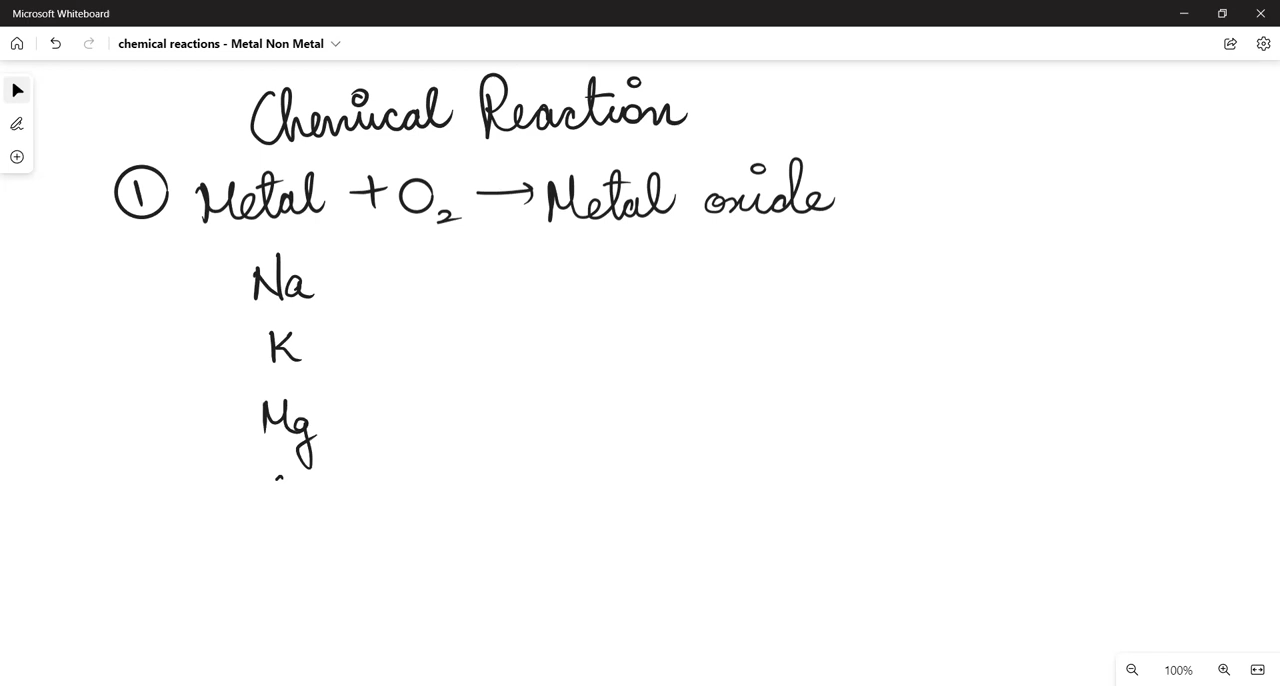 Microsoft Whiteboard
chemical reactions - Metal Non Metal
Chemical Reaction
① Metal + O₂ → Metal oxide
Na
K
Mg
100%